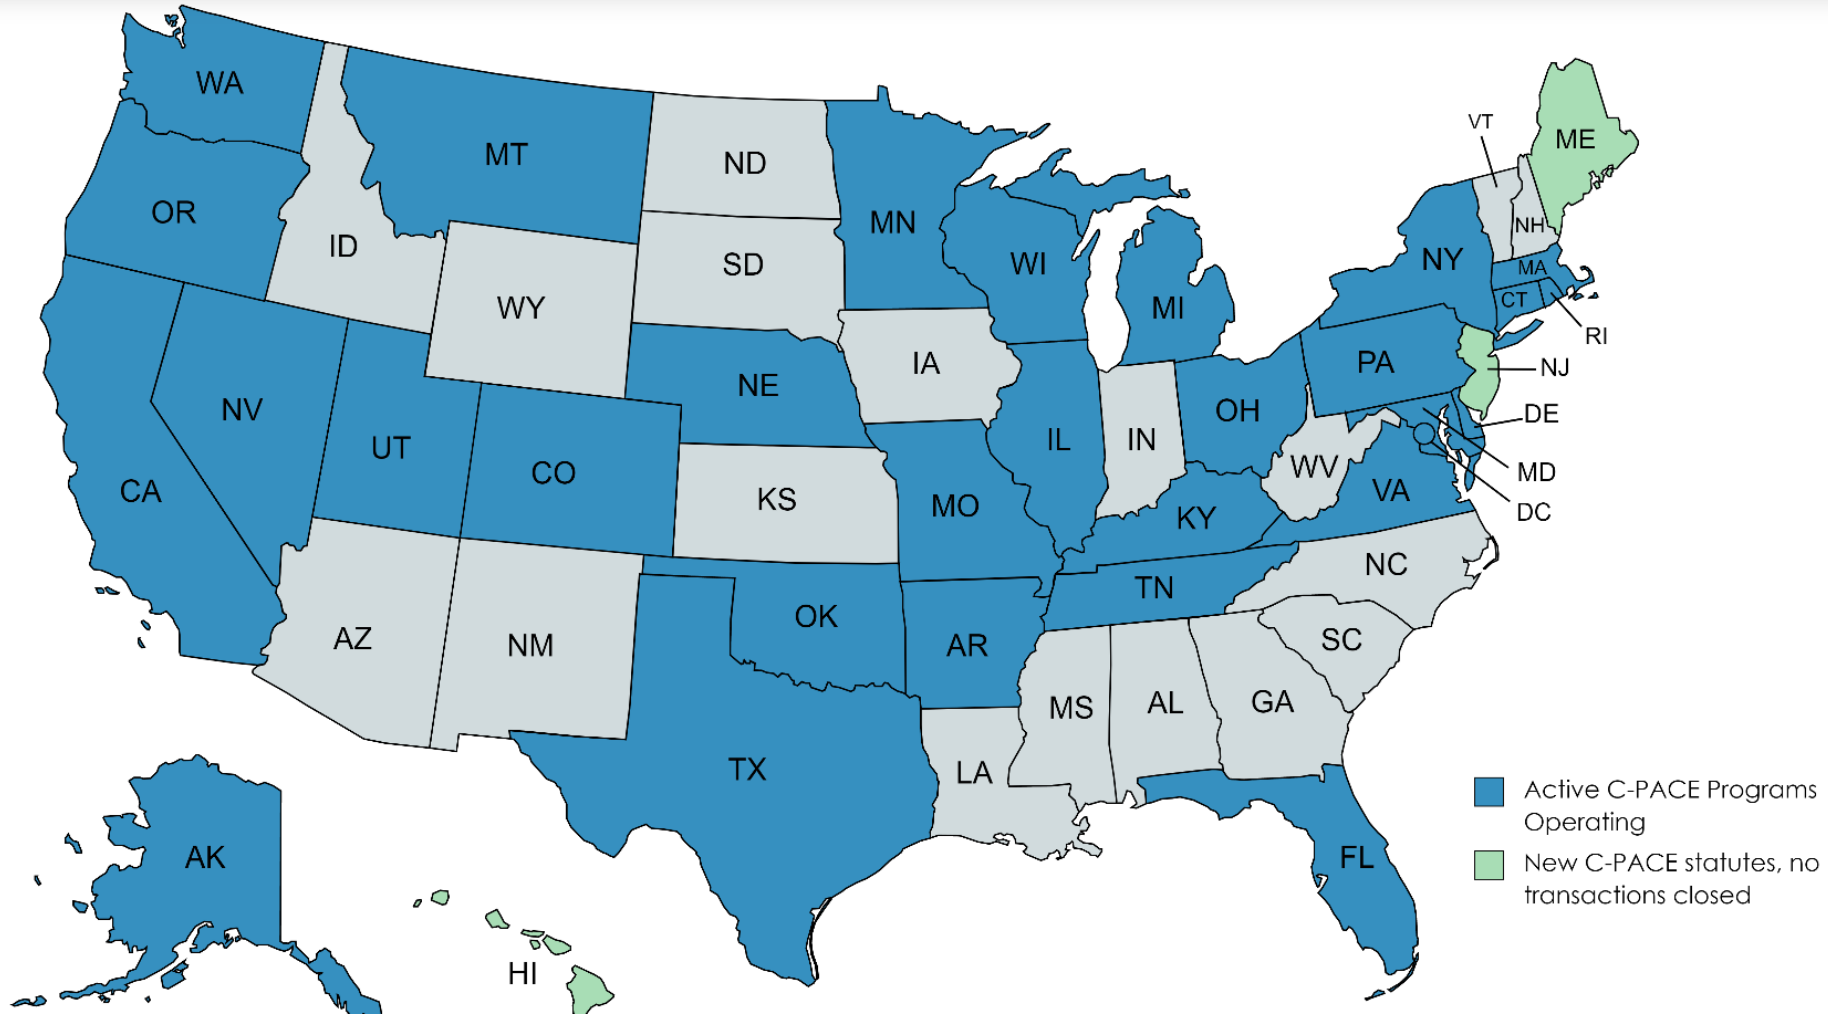 WA
MT
ND
MN
VT
ME
OR
ID
SD
WI
MI
NY
NH
MA
CT
RI
WY
NE
IA
PA
NJ
NV
UT
CO
IL
IN
OH
DE
CA
KS
MO
KY
WV
VA
MD
DC
AZ
NM
OK
AR
TN
NC
SC
TX
LA
MS
AL
GA
FL
AK
HI
Active C-PACE Programs
Operating
New C-PACE statutes, no
transactions closed